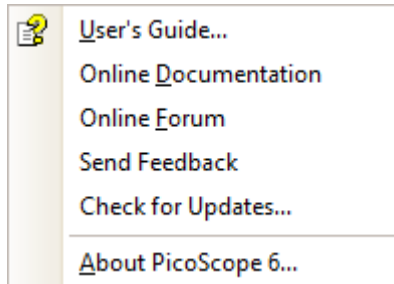 User's Guide...
Online Documentation
Online Forum
Send Feedback
Check for Updates...
About PicoScope 6...